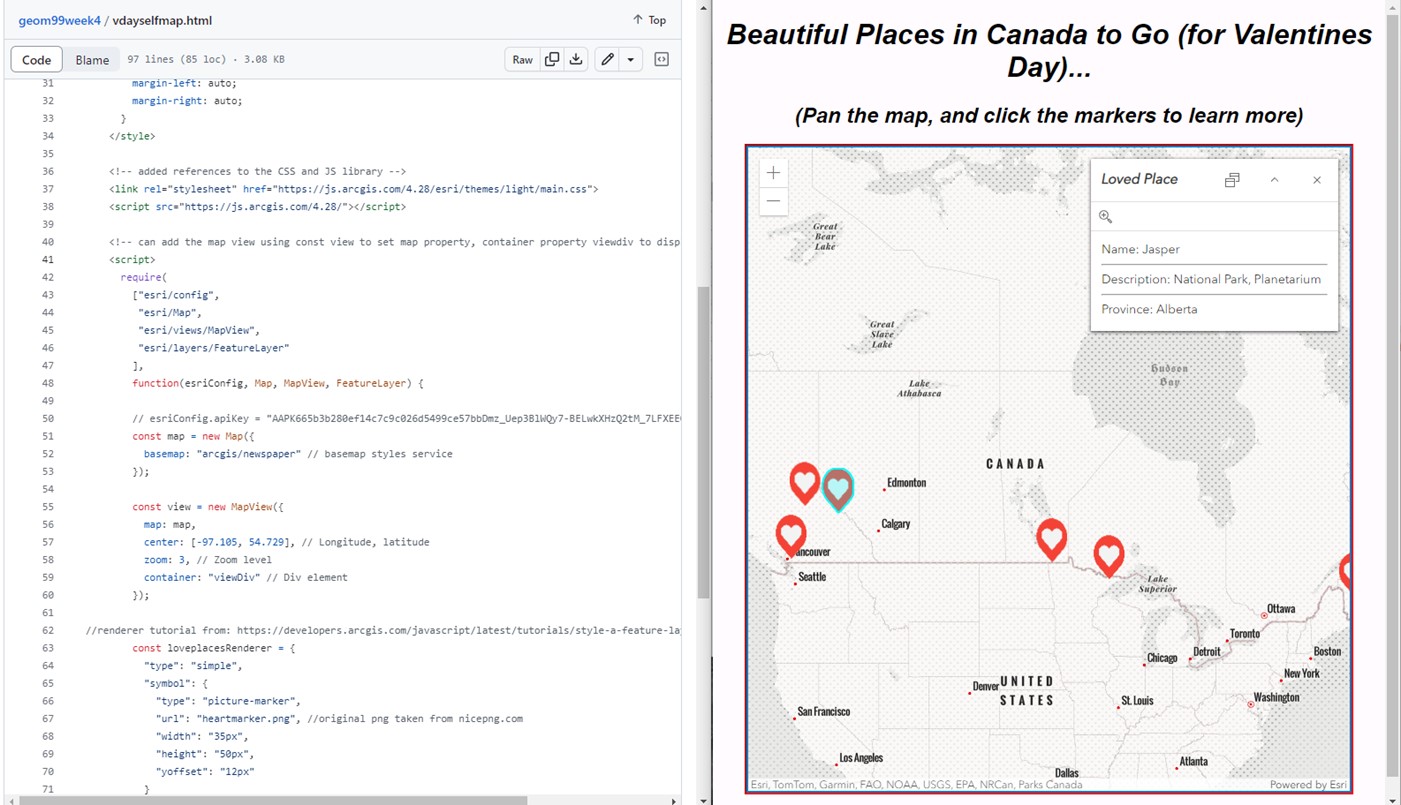 geom99week4 / vdayselfmap.html
Top
Code Blame 97 lines (85 loc) · 3.08 KB
Raw
31 margin-left: auto;
32 margin-right: auto;
33 }
34 </style>
35
36 <!-- added references to the CSS and JS library -->
37 <link rel="stylesheet" href="https://js.arcgis.com/4.28/esri/themes/light/main.css">
38 <script src="https://js.arcgis.com/4.28/"></script>
39
40 <!-- can add the map view using const view to set map property, container property viewdiv to disp
41 <script>
42 require(
43 ["esri/config",
44 "esri/Map",
45 "esri/views/MapView",
46 "esri/layers/FeatureLayer"
47 ],
48 function(esriConfig, Map, MapView, FeatureLayer) {
49
50 // esriConfig.apiKey =
51 const map = new Map({
52 basemap: "arcgis/newspaper" // basemap styles service
53 });
54
55 const view = new MapView({
56 map: map,
57 center: [-97.105, 54.729], // Longitude, latitude
58 zoom: 3, // Zoom level
59 container: "viewDiv" // Div element
60 });
61
62 //renderer tutorial from: https://developers.arcgis.com/javascript/latest/tutorials/style-a-feature-la
63 const loveplacesRenderer = {
64 "type": "simple",
65 "symbol": {
66 "type": "picture-marker",
67 "url": "heartmarker.png", //original png taken from nicepng.com
68 "width": "35px",
69 "height": "50px",
70 "yoffset": "12px"
71 }
Beautiful Places in Canada to Go (for Valentines
Day)...
(Pan the map, and click the markers to learn more)
Loved Place
Name: Jasper
Description: National Park, Planetarium
Province: Alberta
Great
Bear
Lake
Great
Slave
Lake
Lake
Athabasca
Hudson
Bay
CANADA
Edmonton
Calgary
ancouver
Seattle
Lake
Superior
Ottawa
Toronto
Boston
Detroit
Chicago
New York
Washington
Denver
UNITED
STATES
St. Louis
San Francisco
Los Angeles
Dallas
Atlanta
Esri, TomTom, Garmin, FAO, NOAA, USGS, EPA, NRCan, Parks Canada
Powered by Esri